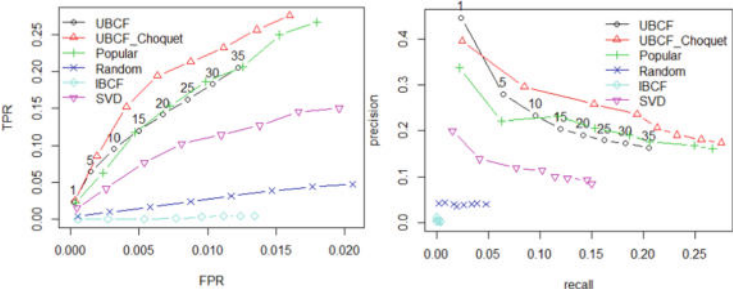 UBCF
UBCF_Choquet
Popular
Random
IBCF
SVD
1
5
10
15
20
25
30
35
TPR
0.00
0.05
0.10
0.15
0.20
0.25
0.000
0.005
0.010
0.015
0.020
FPR
UBCF
UBCF_Choquet
Popular
Random
IBCF
SVD
1
5
10
15
20
25
30
35
precision
0.0
0.1
0.2
0.3
0.4
0.00
0.05
0.10
0.15
0.20
0.25
recall